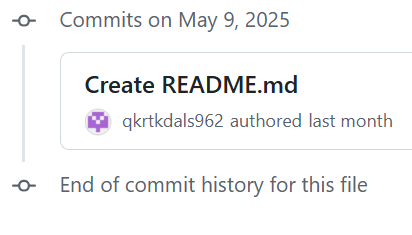 Commits on May 9, 2025
Create README.md
qkrtkdals962 authored last month
End of commit history for this file